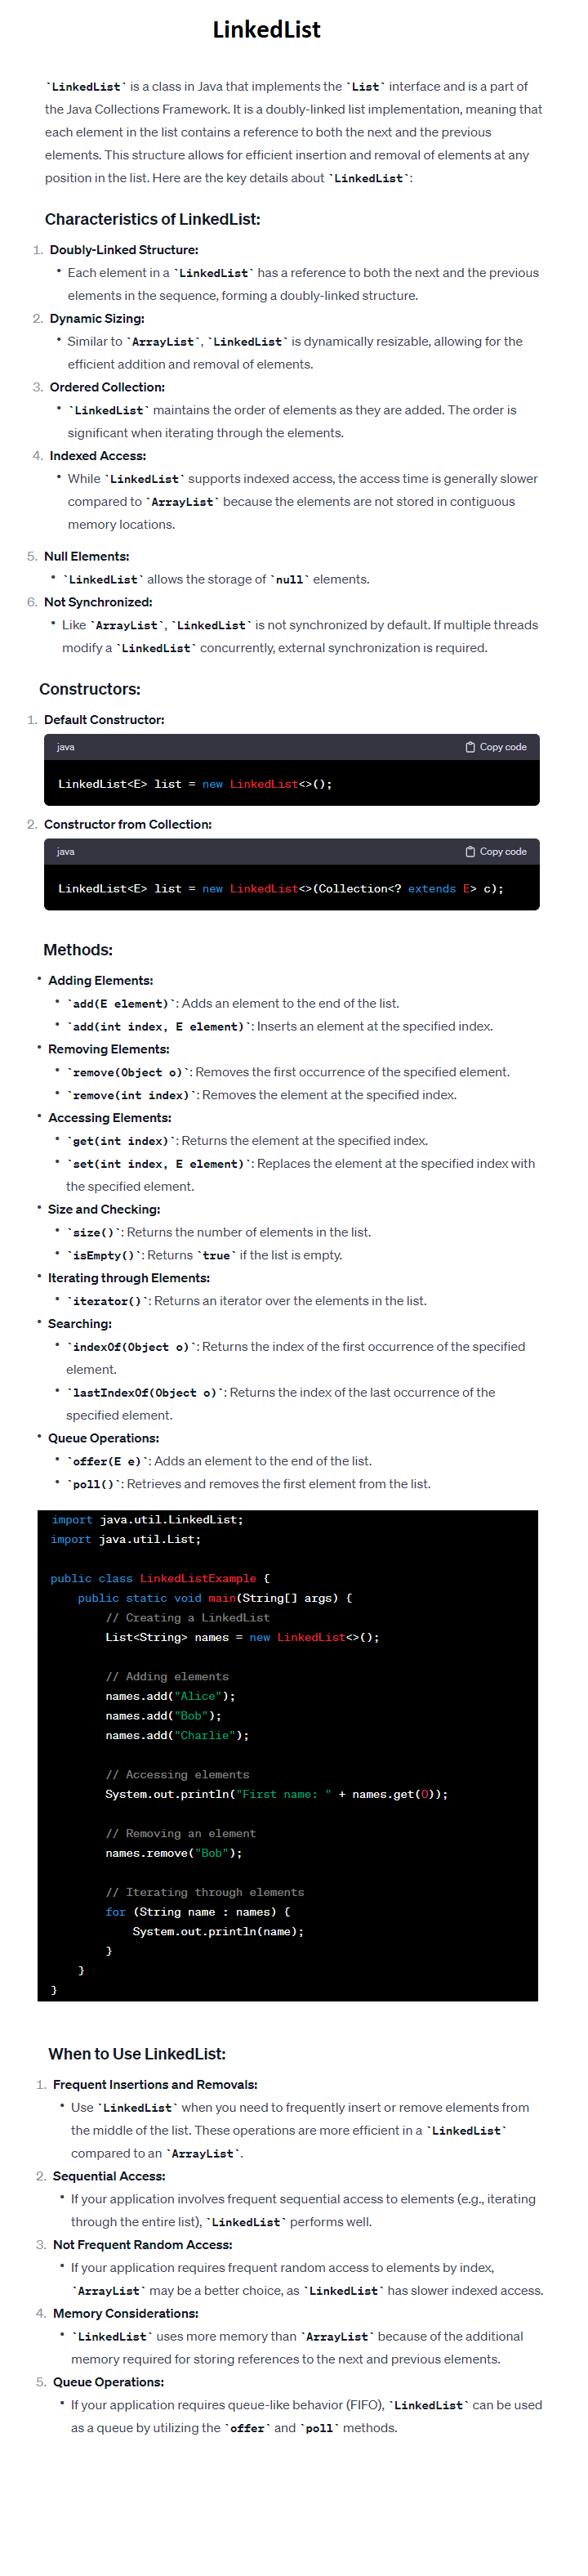 LinkedList
`LinkedList` is a class in Java that implements the `List` interface and is a part of
the Java Collections Framework. It is a doubly-linked list implementation, meaning that
each element in the list contains a reference to both the next and the previous
elements. This structure allows for efficient insertion and removal of elements at any
position in the list. Here are the key details about `LinkedList`:
Characteristics of LinkedList:
1. Doubly-Linked Structure:
• Each element in a `LinkedList` has a reference to both the next and the previous
elements in the sequence, forming a doubly-linked structure.
2. Dynamic Sizing:
• Similar to `ArrayList`, `LinkedList` is dynamically resizable, allowing for the
efficient addition and removal of elements.
3. Ordered Collection:
• `LinkedList` maintains the order of elements as they are added. The order is
significant when iterating through the elements.
4. Indexed Access:
• While `LinkedList` supports indexed access, the access time is generally slower
compared to `ArrayList` because the elements are not stored in contiguous
memory locations.
5. Null Elements:
• `LinkedList` allows the storage of `null` elements.
6. Not Synchronized:
• Like `ArrayList`, `LinkedList` is not synchronized by default. If multiple threads
modify a `LinkedList` concurrently, external synchronization is required.
Constructors:
1. Default Constructor:
java Copy code
LinkedList<E> list = new LinkedList<>();
2. Constructor from Collection:
java Copy code
LinkedList<E> list = new LinkedList<>(Collection<? extends E> c);
Methods:
• Adding Elements:
• `add(E element)`: Adds an element to the end of the list.
• `add(int index, E element)`: Inserts an element at the specified index.
• Removing Elements:
• `remove(Object o)`: Removes the first occurrence of the specified element.
• `remove(int index)`: Removes the element at the specified index.
• Accessing Elements:
• `get(int index)`: Returns the element at the specified index.
• `set(int index, E element)`: Replaces the element at the specified index with
the specified element.
• Size and Checking:
• `size()`: Returns the number of elements in the list.
• `isEmpty()`: Returns `true` if the list is empty.
• Iterating through Elements:
• `iterator()`: Returns an iterator over the elements in the list.
• Searching:
• `indexOf(Object o)`: Returns the index of the first occurrence of the specified
element.
• `lastIndexOf(Object o)`: Returns the index of the last occurrence of the
specified element.
• Queue Operations:
• `offer(E e)`: Adds an element to the end of the list.
• `poll()`: Retrieves and removes the first element from the list.
import java.util.LinkedList;
import java.util.List;
public class LinkedListExample {
public static void main(String[] args) {
// Creating a LinkedList
List<String> names = new LinkedList<>();
// Adding elements
names.add("Alice");
names.add("Bob");
names.add("Charlie");
// Accessing elements
System.out.println("First name: " + names.get(0));
// Removing an element
names.remove("Bob");
// Iterating through elements
for (String name : names) {
System.out.println(name);
}
}
}
When to Use LinkedList:
1. Frequent Insertions and Removals:
• Use `LinkedList` when you need to frequently insert or remove elements from
the middle of the list. These operations are more efficient in a `LinkedList`
compared to an `ArrayList`.
2. Sequential Access:
• If your application involves frequent sequential access to elements (e.g., iterating
through the entire list), `LinkedList` performs well.
3. Not Frequent Random Access:
• If your application requires frequent random access to elements by index,
`ArrayList` may be a better choice, as `LinkedList` has slower indexed access.
4. Memory Considerations:
• `LinkedList` uses more memory than `ArrayList` because of the additional
memory required for storing references to the next and previous elements.
5. Queue Operations:
• If your application requires queue-like behavior (FIFO), `LinkedList` can be used
as a queue by utilizing the `offer` and `poll` methods.